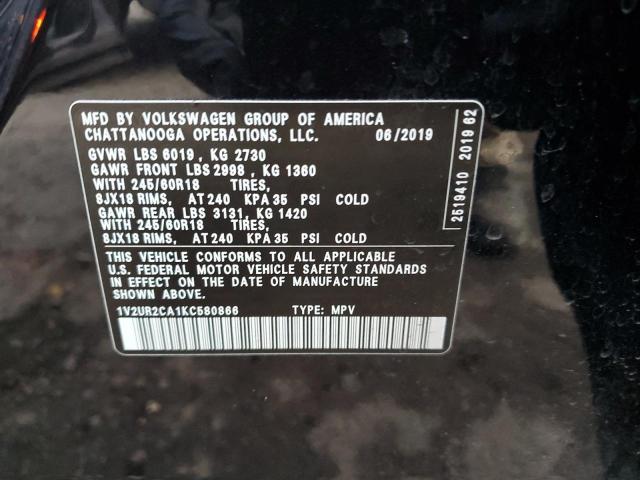 MFD BY VOLKSWAGEN GROUP OF AMERICA
CHATTANOOGA OPERATIONS, LLC. 06/2019
GVWR LBS 6019 , KG 2730
GAWR FRONT LBS 2998 , KG 1360
WITH 245/60R18 TIRES,
8JX18 RIMS, AT 240 KPA 35 PSI COLD
GAWR REAR LBS 3131, KG 1420
WITH 245/60R18 TIRES,
8JX18 RIMS, AT 240 KPA 35 PSI COLD
THIS VEHICLE CONFORMS TO ALL APPLICABLE
U.S. FEDERAL MOTOR VEHICLE SAFETY STANDARDS
IN EFFECT ON THE DATE OF MANUFACTURE
SHOWN ABOVE.
1V2UR2CA1KC580866 TYPE: MPV
2519410 2019 62